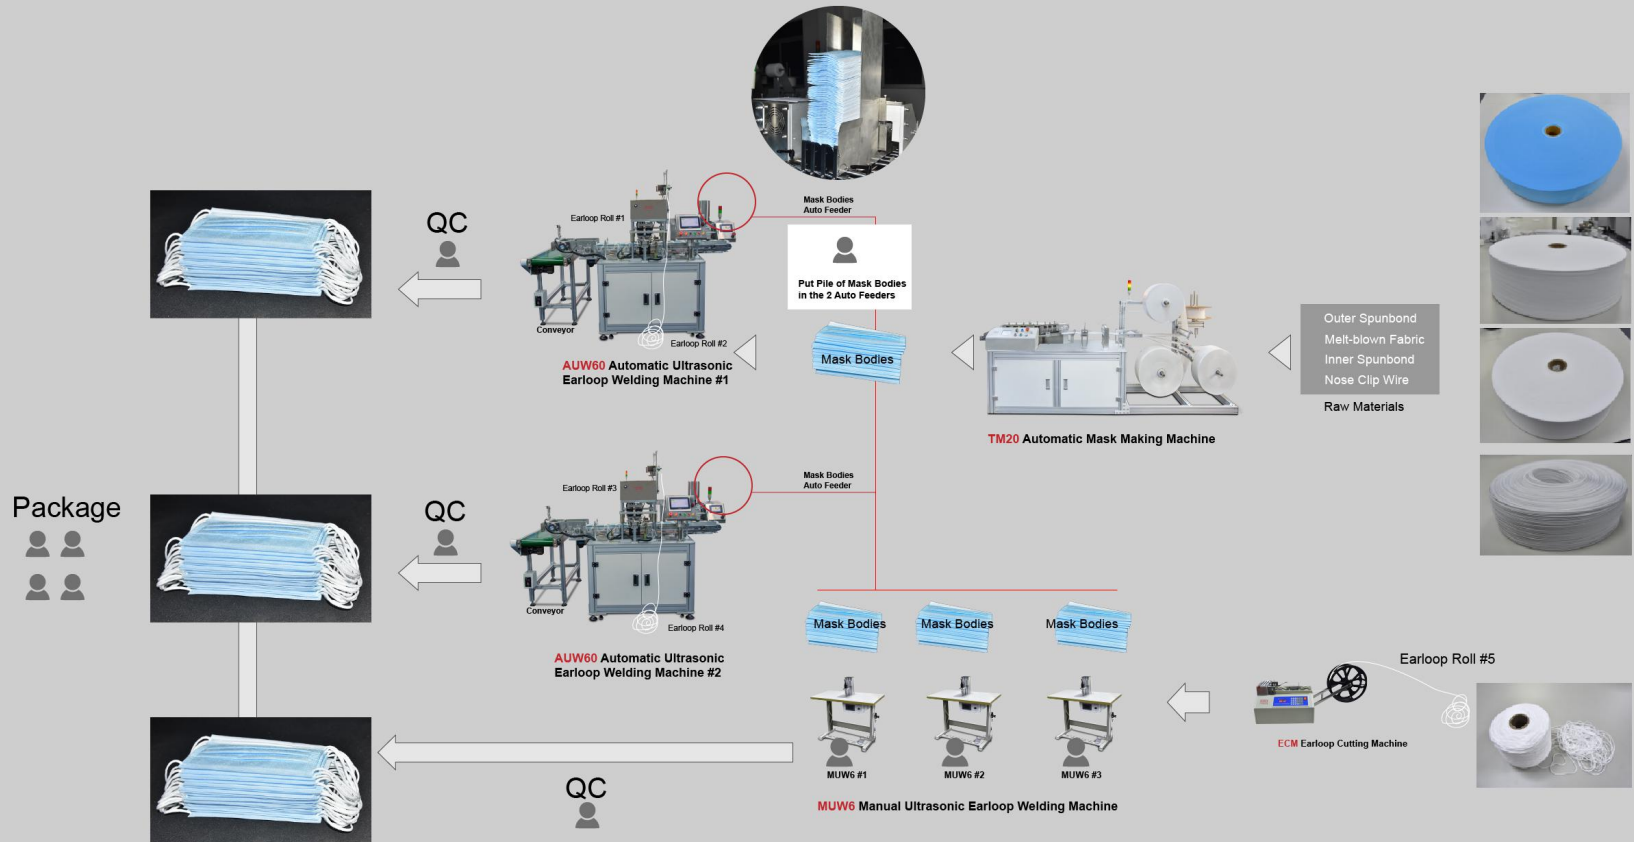 Mask Bodies
Auto Feeder
QC
Earloop Roll #1
Put Pile of Mask Bodies
in the 2 Auto Feeders
Conveyor
Earloop Roll #2
AUW60 Automatic Ultrasonic
Earloop Welding Machine #1
Mask Bodies
TM20 Automatic Mask Making Machine
Outer Spunbond
Melt-blown Fabric
Inner Spunbond
Nose Clip Wire
Raw Materials
Package
QC
Earloop Roll #3
Mask Bodies
Auto Feeder
Conveyor
Earloop Roll #4
AUW60 Automatic Ultrasonic
Earloop Welding Machine #2
Mask Bodies
Mask Bodies
Mask Bodies
Earloop Roll #5
ECM Earloop Cutting Machine
MUW6 #1
MUW6 #2
MUW6 #3
MUW6 Manual Ultrasonic Earloop Welding Machine
QC